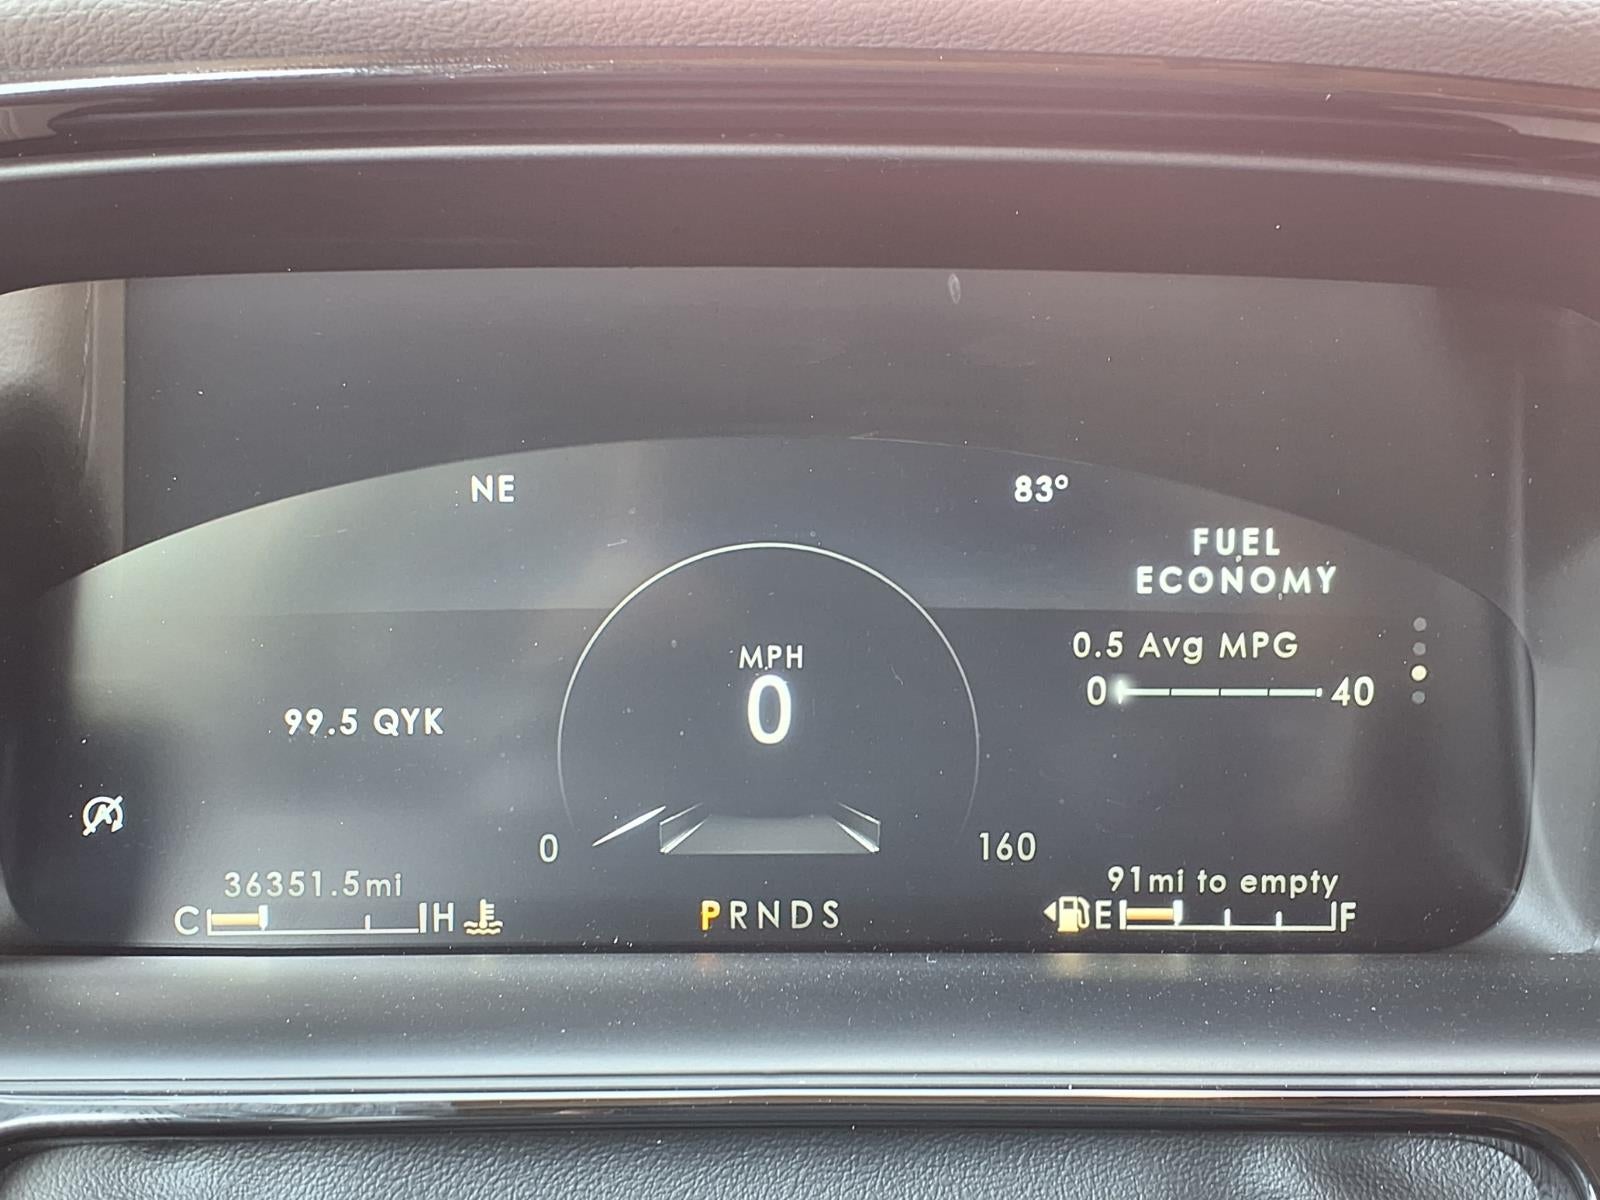 NE
83°
FUEL
ECONOMY
0.5 Avg MPG
0 40
MPH
0
99.5 QYK
0 160
36351.5mi
91mi to empty
C H
PRNDS
E F